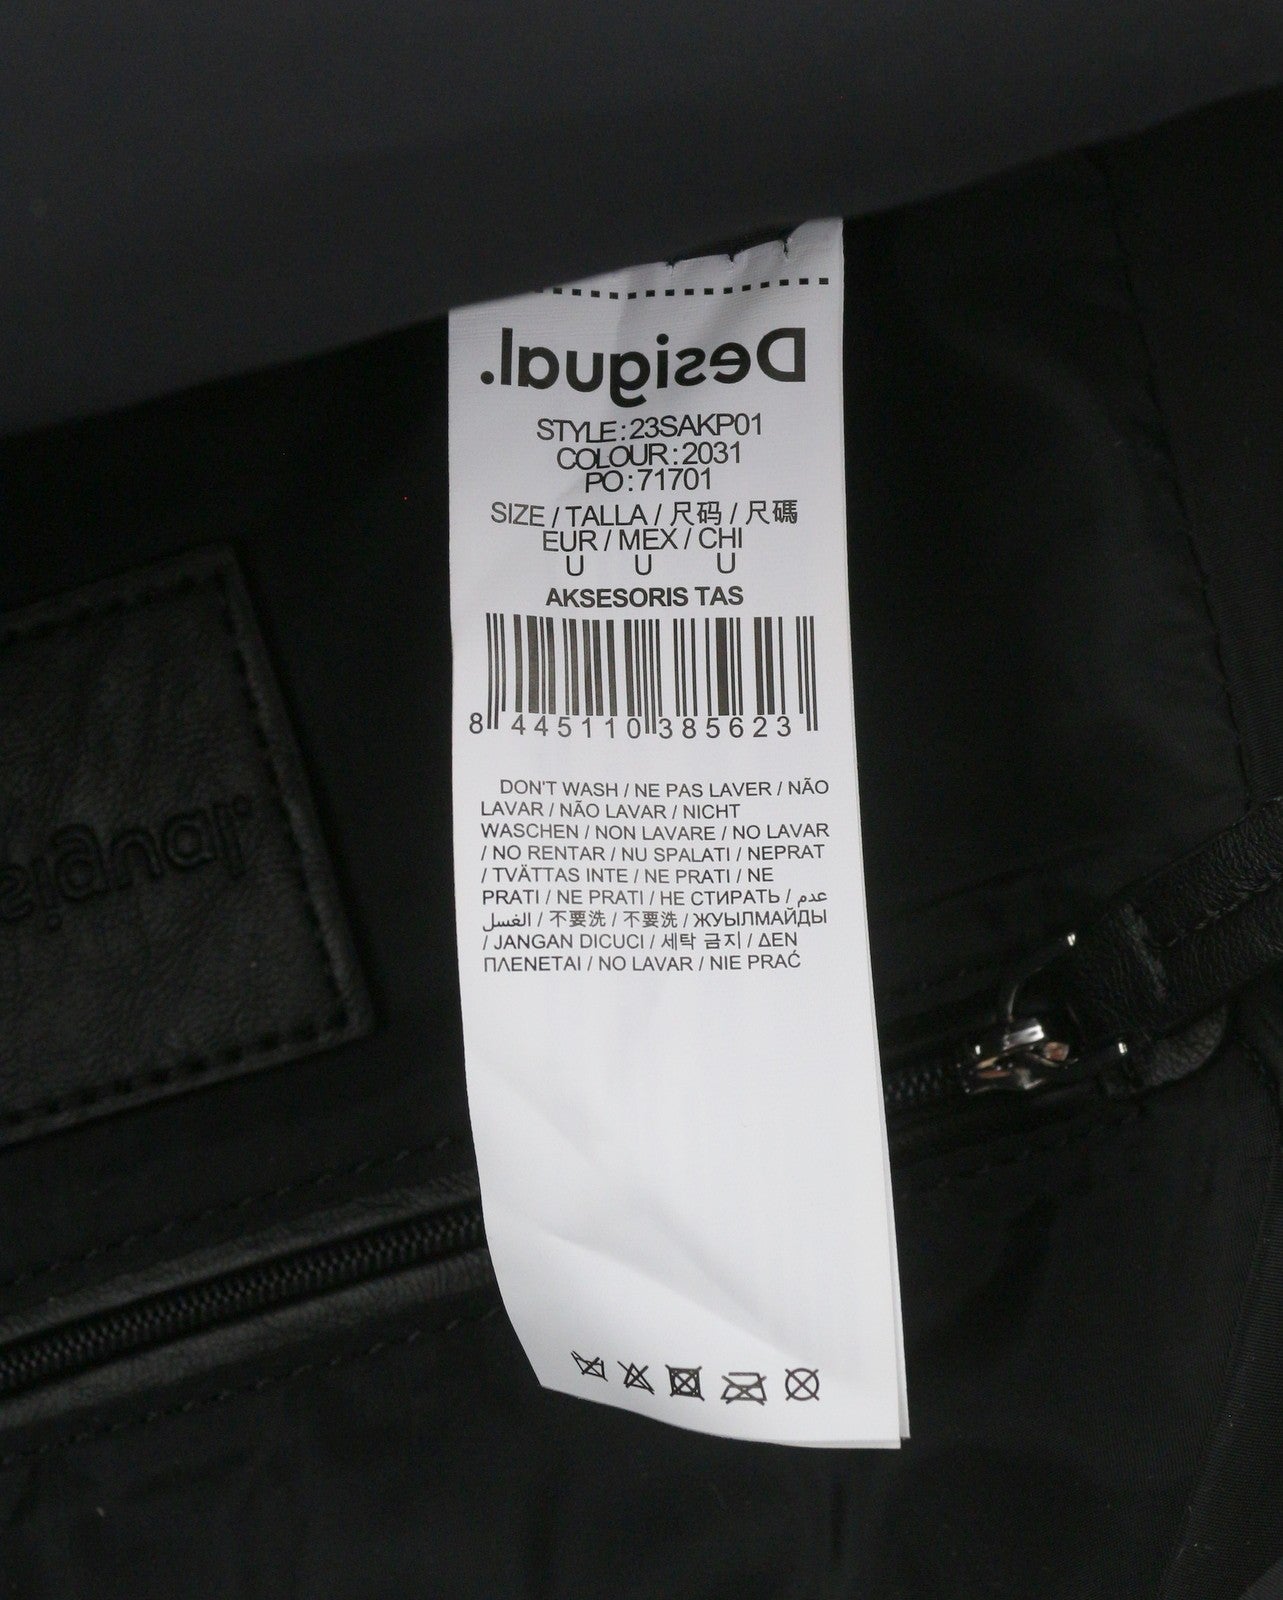 Desigual.
STYLE:23SAKP01
COLOUR:2031
PO:71701
SIZE / TALLA / 尺码 / 尺碼
EUR / MEX / CHI
U U U
AKSESORIS TAS
8 445110 385623
DON'T WASH / NE PAS LAVER / NÃO
LAVAR / NÃO LAVAR / NICHT
WASCHEN / NON LAVARE / NO LAVAR
/ NO RENTAR / NU SPALATI / NEPRAT
/ TVÄTTAS INTE / NE PRATI / NE
PRATI / NE PRATI / НЕ СТИРАТЬ / عدم
الغسل / 不要洗 / 不要洗 / ЖУЫЛМАЙДЫ
/ JANGAN DICUCI / 세탁 금지 / ΔEN
ΠΛENETAI / NO LAVAR / NIE PRAĆ